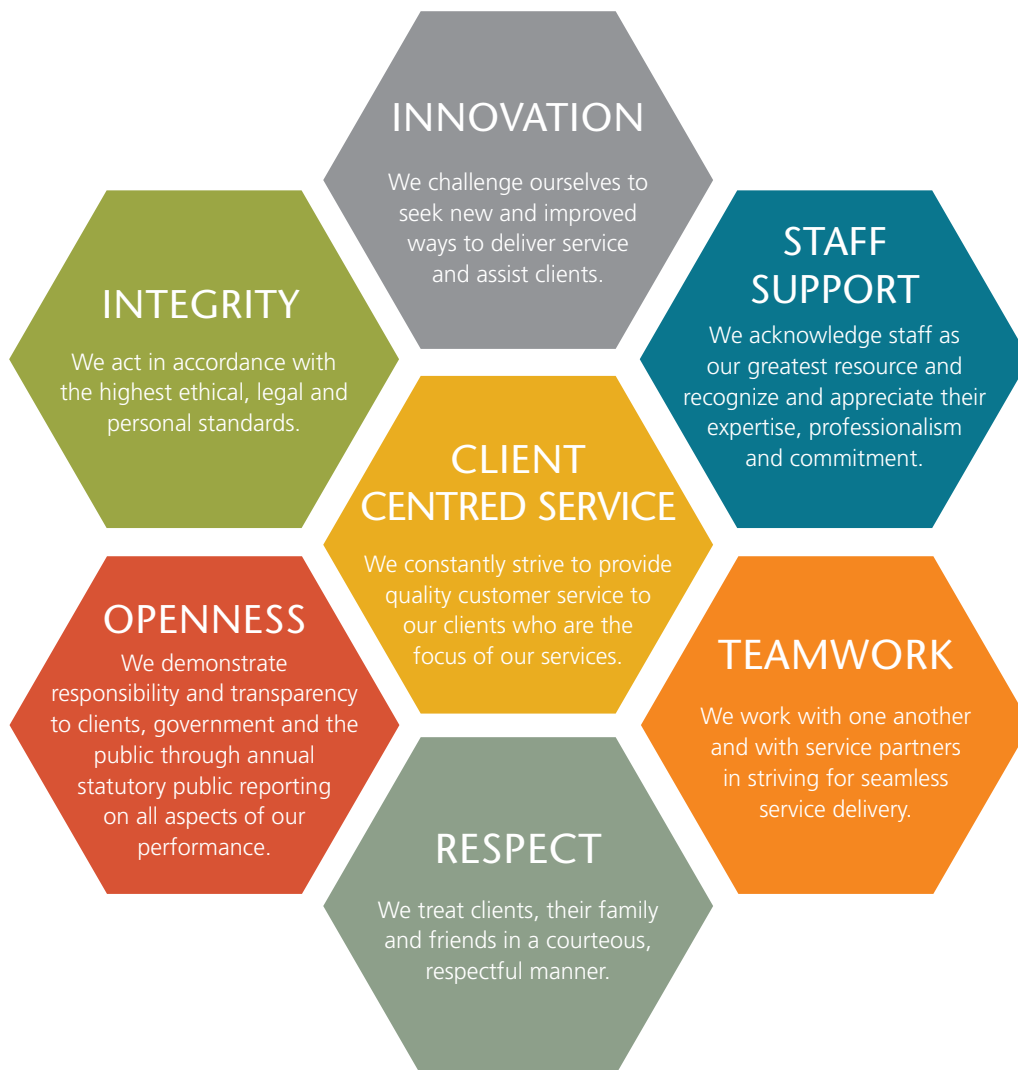 INNOVATION
We challenge ourselves to
seek new and improved
ways to deliver service
and assist clients.
INTEGRITY
We act in accordance with
the highest ethical, legal and
personal standards.
STAFF
SUPPORT
We acknowledge staff as
our greatest resource and
recognize and appreciate their
expertise, professionalism
and commitment.
CLIENT
CENTRED SERVICE
We constantly strive to provide
quality customer service to
our clients who are the
focus of our services.
OPENNESS
We demonstrate
responsibility and transparency
to clients, government and the
public through annual
statutory public reporting
on all aspects of our
performance.
TEAMWORK
We work with one another
and with service partners
in striving for seamless
service delivery.
RESPECT
We treat clients, their family
and friends in a courteous,
respectful manner.